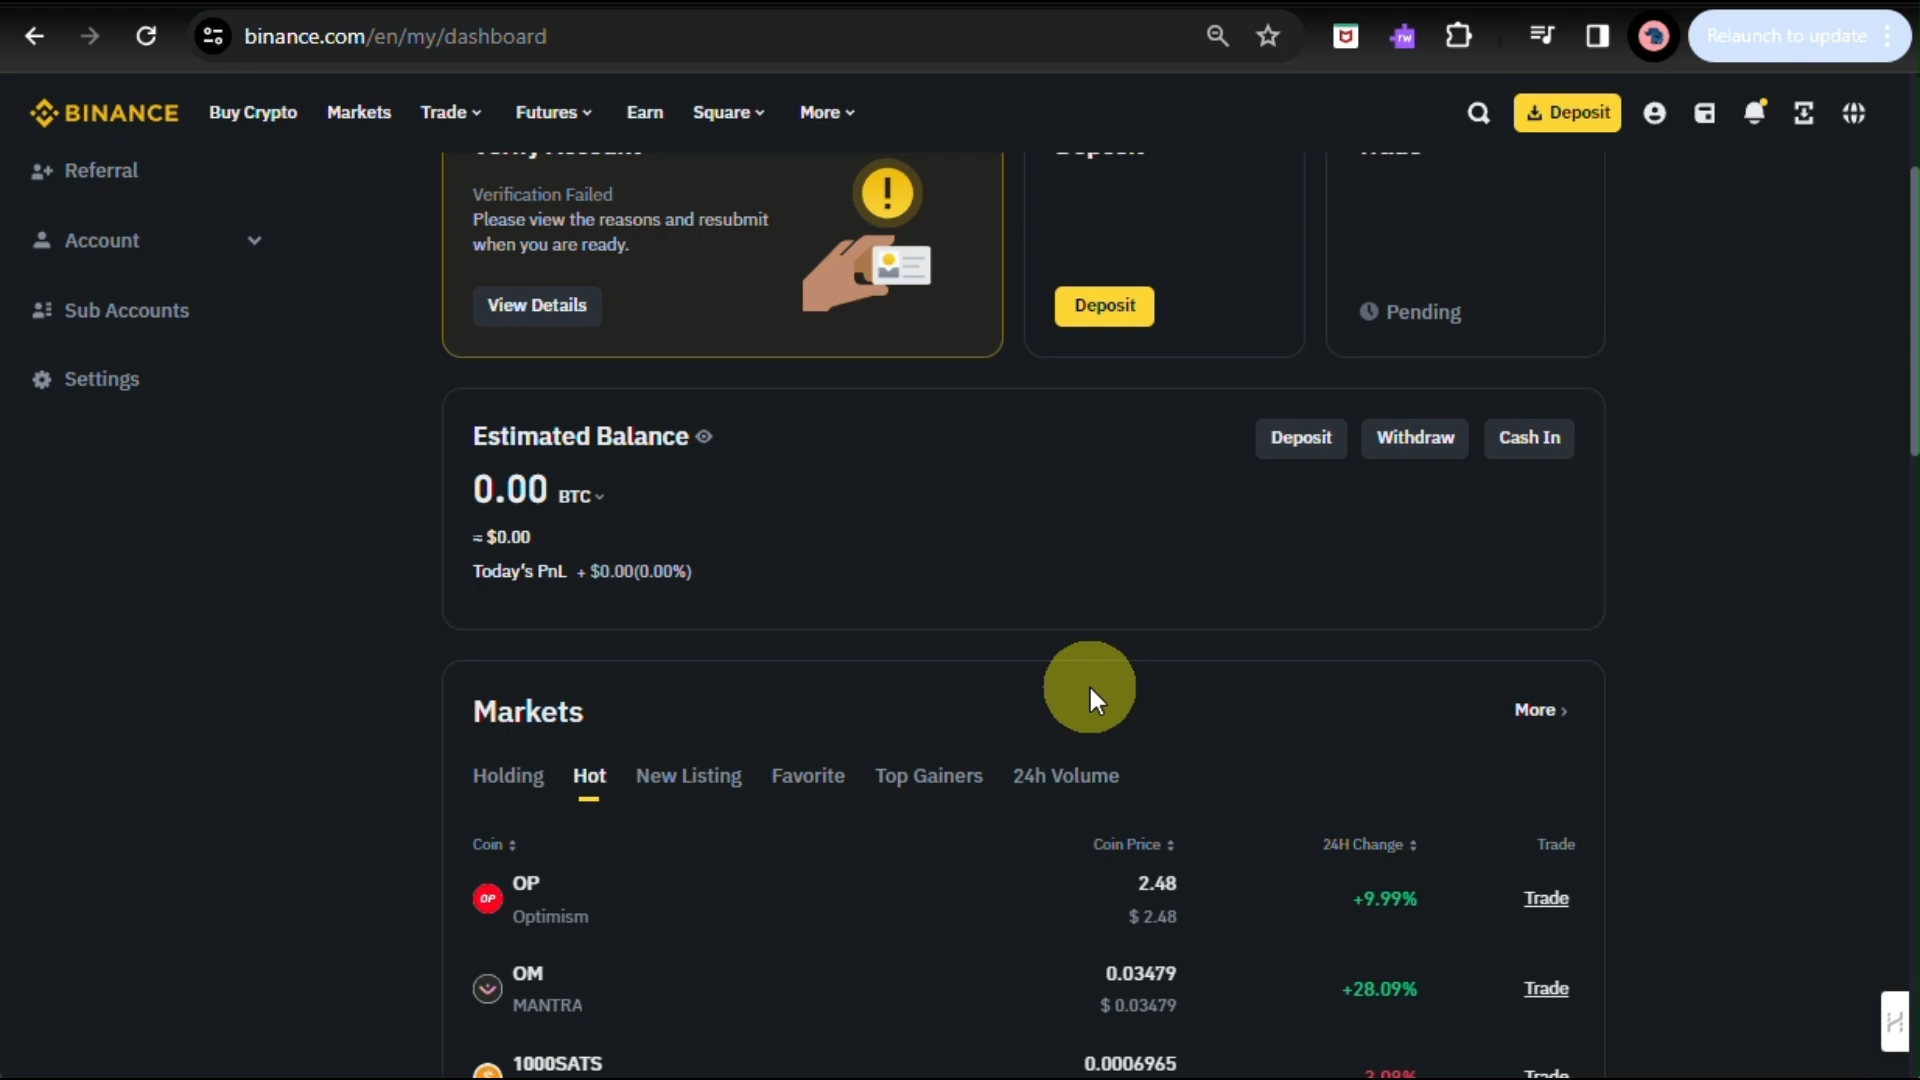 binance.com/en/my/dashboard
rw
Relaunch to update
BINANCE Buy Crypto Markets Trade Futures Earn Square More Deposit
Referral
Account
Sub Accounts
Settings
Verification Failed
Please view the reasons and resubmit
when you are ready.
View Details
Deposit
Pending
Estimated Balance
Deposit Withdraw Cash In
0.00 BTC
≈ $0.00
Today's PnL + $0.00(0.00%)
Markets
More
Holding Hot New Listing Favorite Top Gainers 24h Volume
Coin Coin Price 24H Change Trade
OP
OP 2.48
Optimism $ 2.48
+9.99% Trade
OM 0.03479
MANTRA $ 0.03479
+28.09% Trade
1000SATS 0.0006965